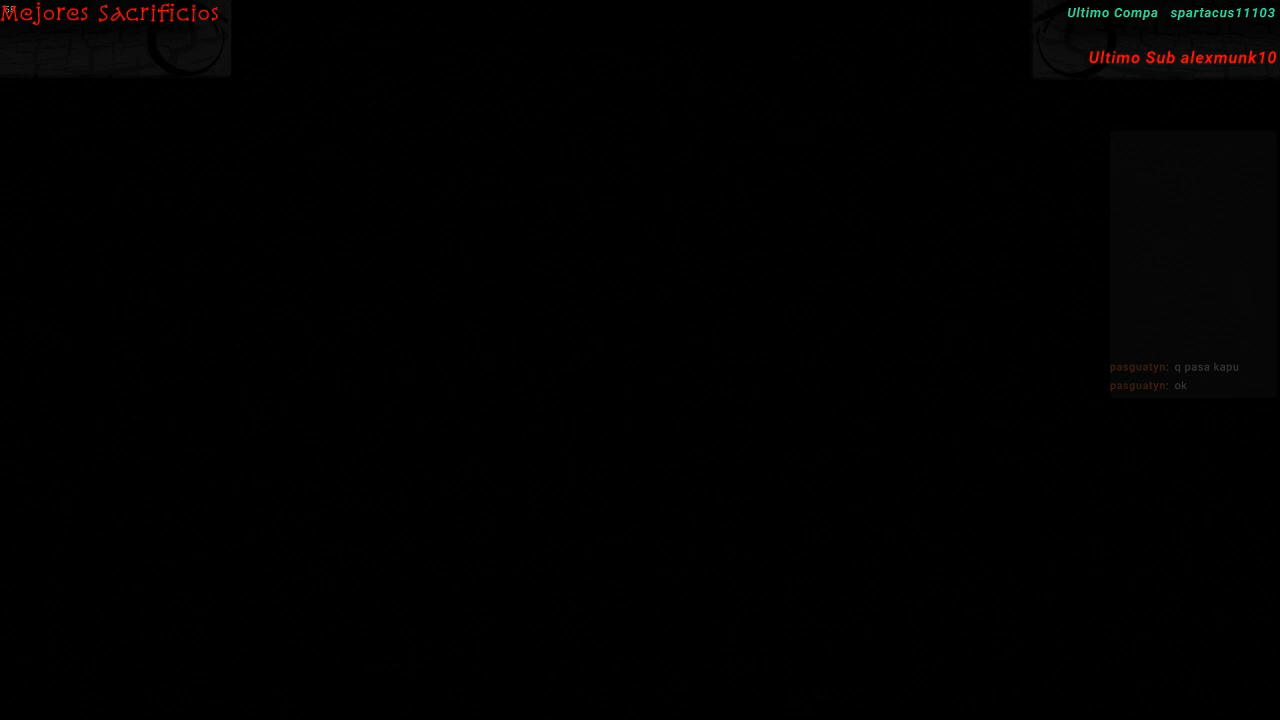 Mejores Sacrificios
Ultimo Compa spartacus11103
Ultimo Sub alexmunk10
pasguatyn: q pasa kapu
pasguatyn: ok